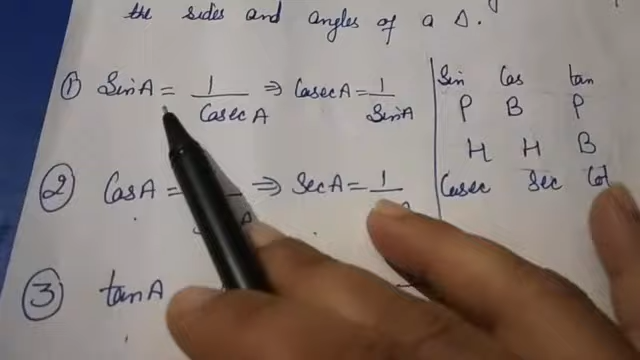 the sides and angles of a Δ.
① SinA = 1/CosecA ⇒ CosecA = 1/SinA
② CosA = ⇒ SecA = 1/
③ tanA
Sin Cos tan
P B P
H H B
Cosec Sec Cot